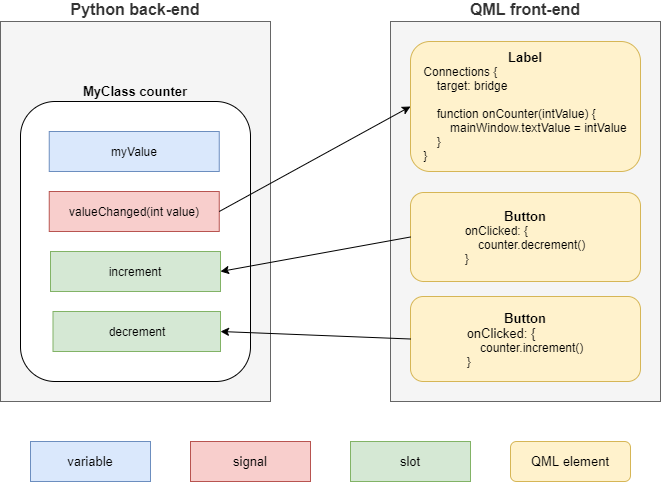 Python back-end
QML front-end
MyClass counter
myValue
valueChanged(int value)
increment
decrement
Label
Connections {
target: bridge
function onCounter(intValue) {
mainWindow.textValue = intValue
}
}
Button
onClicked: {
counter.decrement()
}
Button
onClicked: {
counter.increment()
}
variable
signal
slot
QML element